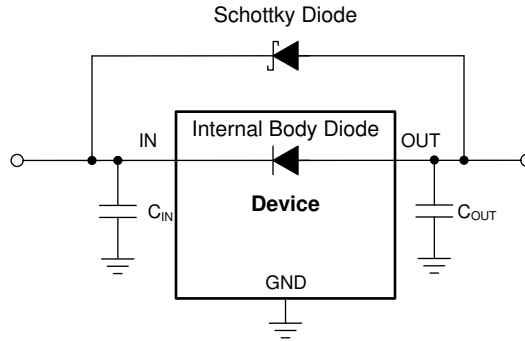 Schottky Diode
Internal Body Diode
IN
OUT
Device
CIN
COUT
GND